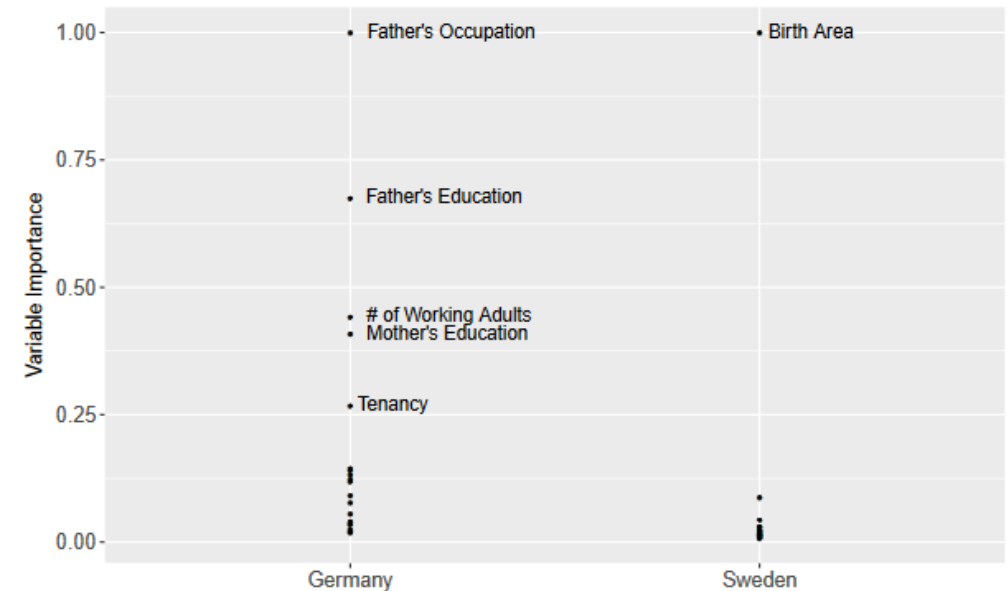 Variable Importance
1.00
0.75
0.50
0.25
0.00
Father's Occupation
Birth Area
Father's Education
# of Working Adults
Mother's Education
Tenancy
Germany
Sweden